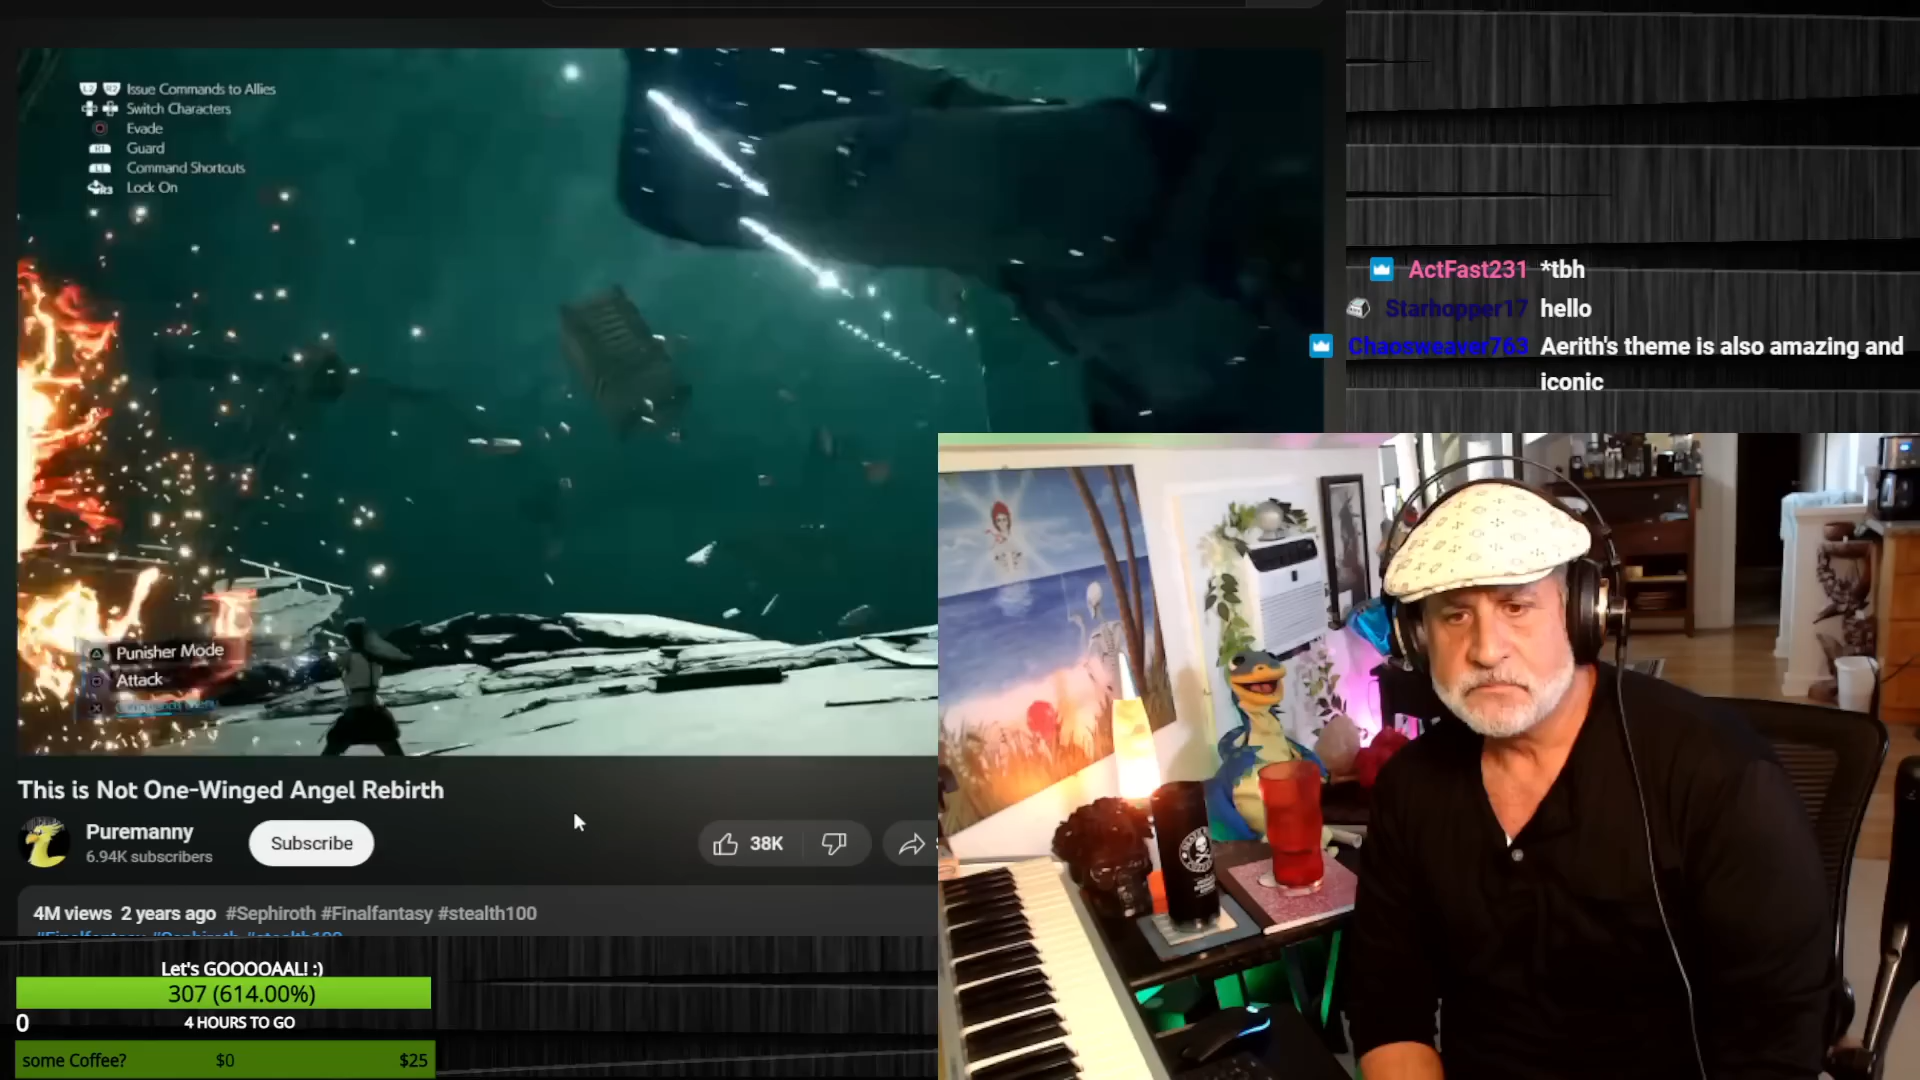 Issue Commands to Allies
Switch Characters
Evade
Guard
Command Shortcuts
Lock On
Punisher Mode
Attack
This is Not One-Winged Angel Rebirth
Puremanny
6.94K subscribers
Subscribe
38K
4M views 2 years ago #Sephiroth #Finalfantasy #stealth100
#Finalfantasy #Sephiroth #stealth100
ActFast231 *tbh
Starhopper17 hello
Chaosweaver763 Aerith's theme is also amazing and
iconic
Let's GOOOOAAL! :)
307 (614.00%)
0
4 HOURS TO GO
some Coffee? $0 $25